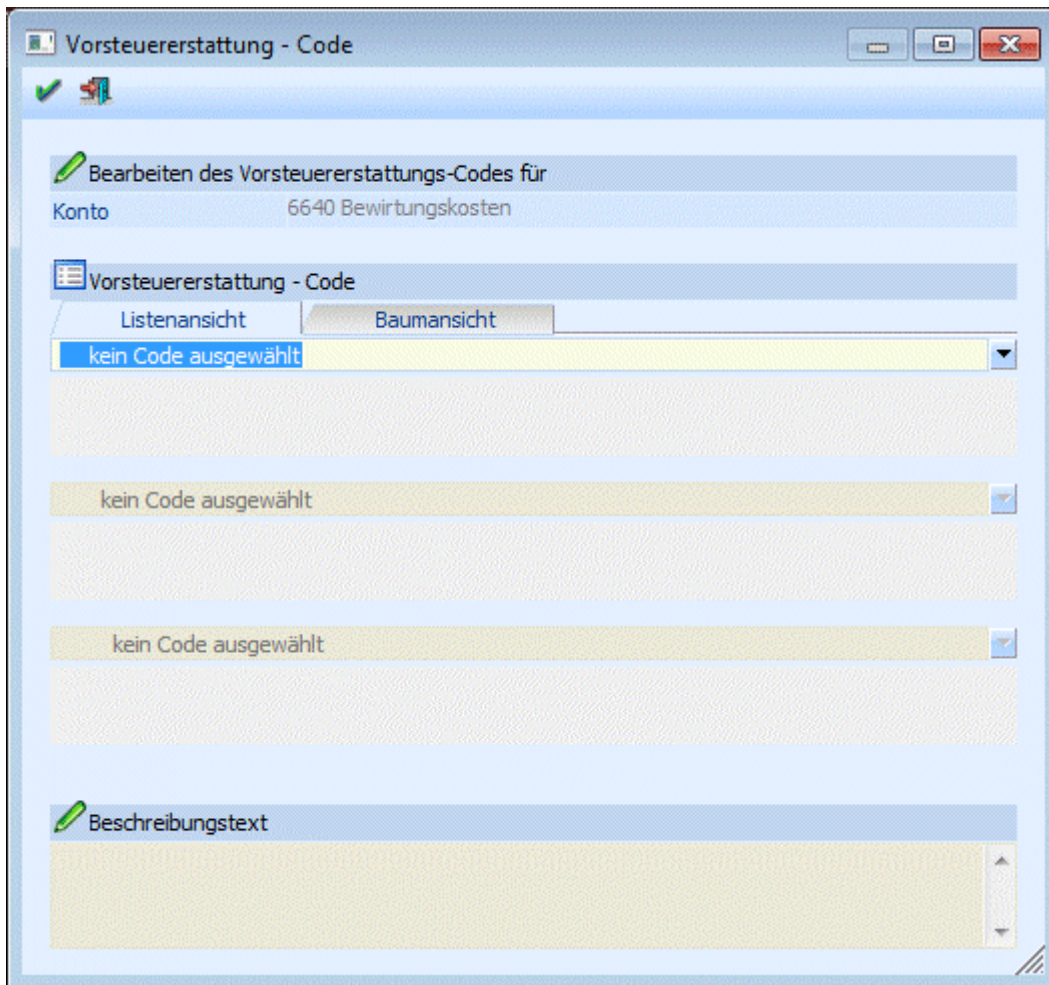 Vorsteuererstattung - Code
Bearbeiten des Vorsteuererstattungs-Codes für
Konto 6640 Bewirtungskosten
Vorsteuererstattung - Code
Listenansicht Baumansicht
kein Code ausgewählt
kein Code ausgewählt
kein Code ausgewählt
Beschreibungstext